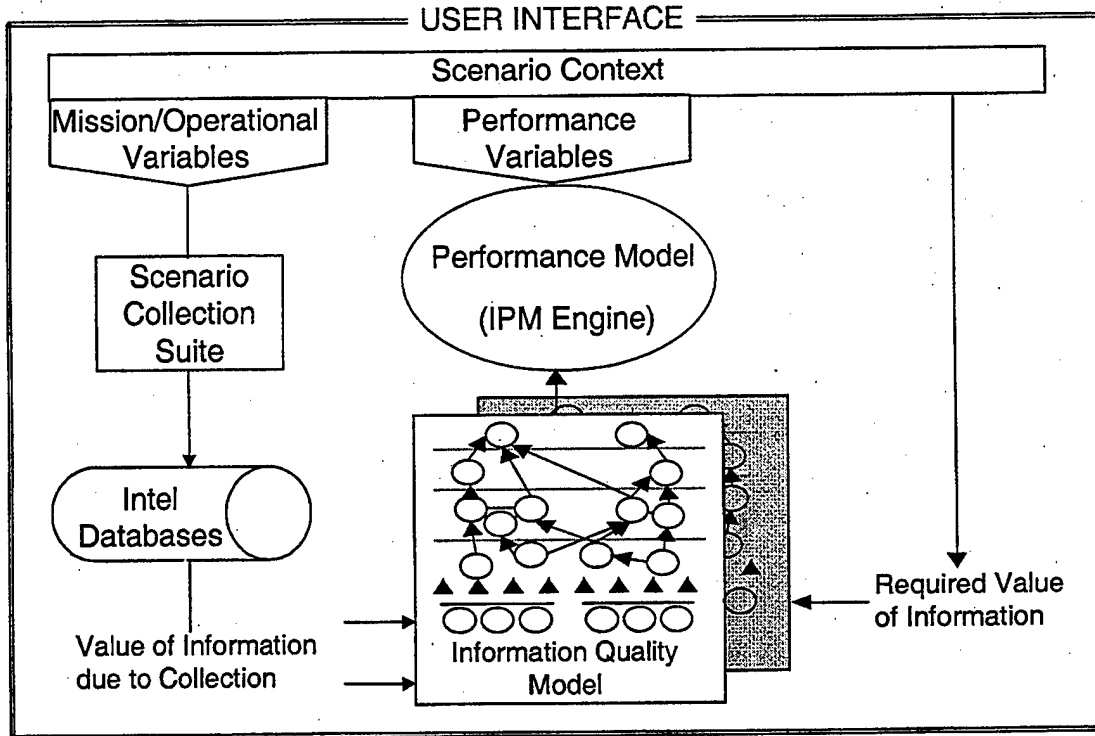 USER INTERFACE
Scenario Context
Mission/Operational
Variables
Performance
Variables
Scenario
Collection
Suite
Performance Model
(IPM Engine)
Intel
Databases
Value of Information
due to Collection
Information Quality
Model
Required Value
of Information